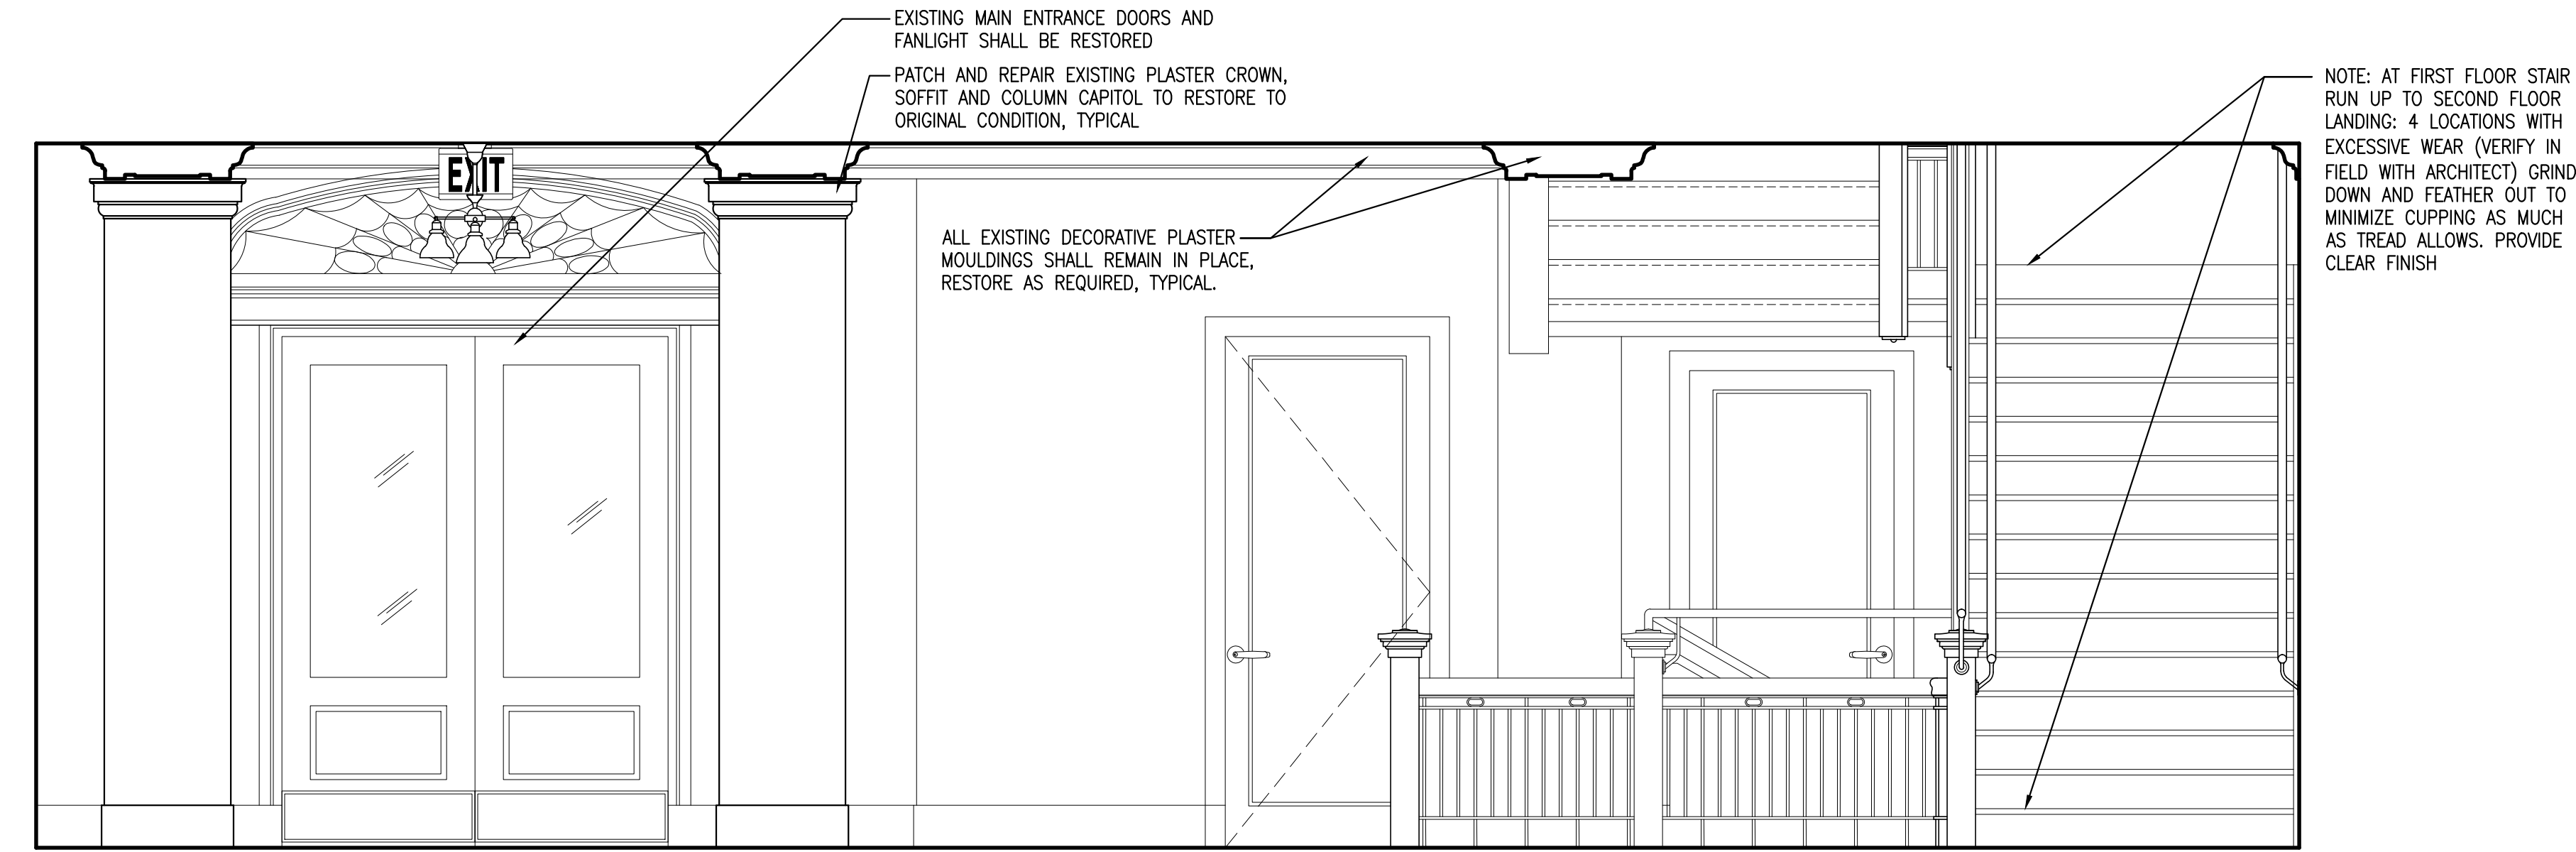 EXISTING MAIN ENTRANCE DOORS AND
FANLIGHT SHALL BE RESTORED
PATCH AND REPAIR EXISTING PLASTER CROWN,
SOFFIT AND COLUMN CAPITOL TO RESTORE TO
ORIGINAL CONDITION, TYPICAL
EXIT
ALL EXISTING DECORATIVE PLASTER
MOULDINGS SHALL REMAIN IN PLACE,
RESTORE AS REQUIRED, TYPICAL.
NOTE: AT FIRST FLOOR STAIR
RUN UP TO SECOND FLOOR
LANDING: 4 LOCATIONS WITH
EXCESSIVE WEAR (VERIFY IN
FIELD WITH ARCHITECT) GRIND
DOWN AND FEATHER OUT TO
MINIMIZE CUPPING AS MUCH
AS TREAD ALLOWS. PROVIDE
CLEAR FINISH